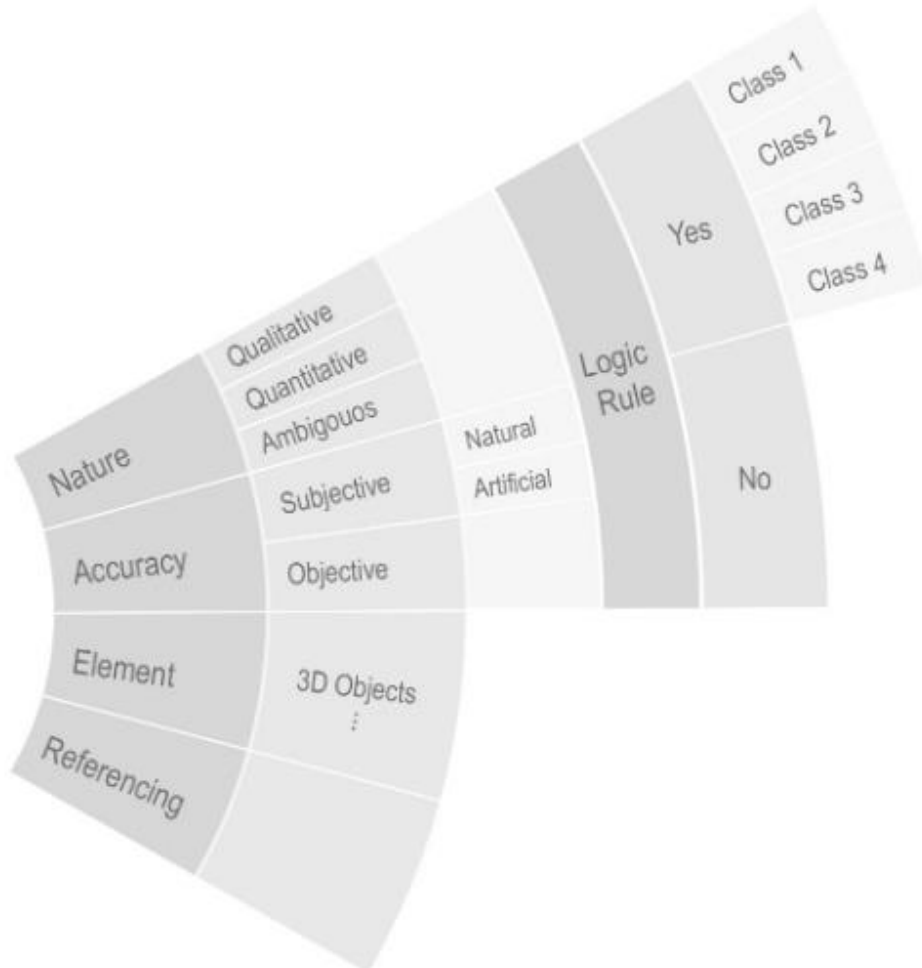 Nature
Accuracy
Element
Referencing
Qualitative
Quantitative
Ambigouos
Subjective
Objective
3D Objects
⋮
Natural
Artificial
Logic
Rule
Yes
No
Class 1
Class 2
Class 3
Class 4